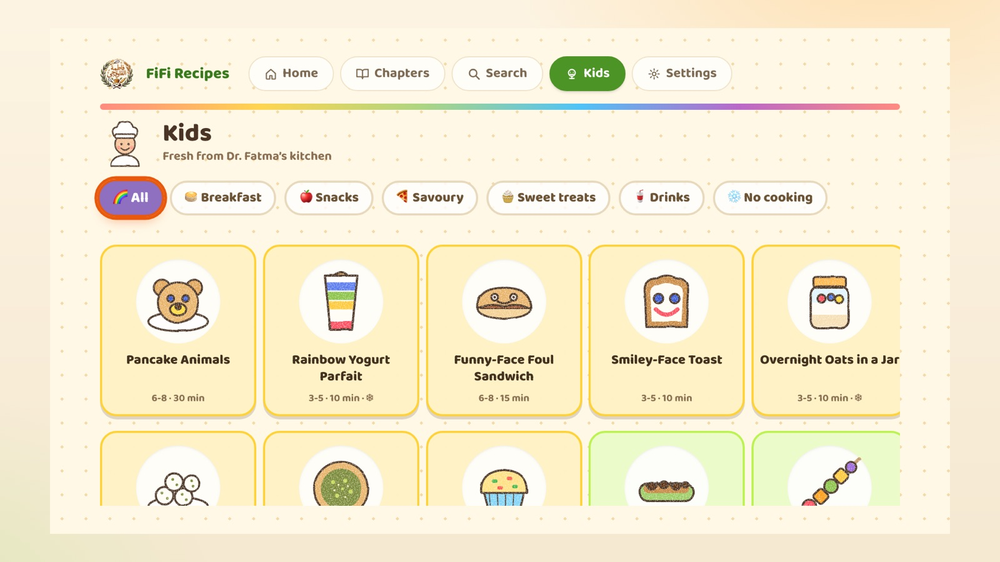 فاطمة
FiFi Recipes
Home
Chapters
Search
Kids
Settings
Kids
Fresh from Dr. Fatma's kitchen
🌈 All
🥞 Breakfast
🍎 Snacks
🍕 Savoury
🧁 Sweet treats
🥤 Drinks
❄️ No cooking
Pancake Animals
6-8 · 30 min
Rainbow Yogurt
Parfait
3-5 · 10 min · ❄
Funny-Face Foul
Sandwich
6-8 · 15 min
Smiley-Face Toast
3-5 · 10 min
Overnight Oats in a Jar
3-5 · 10 min · ❄